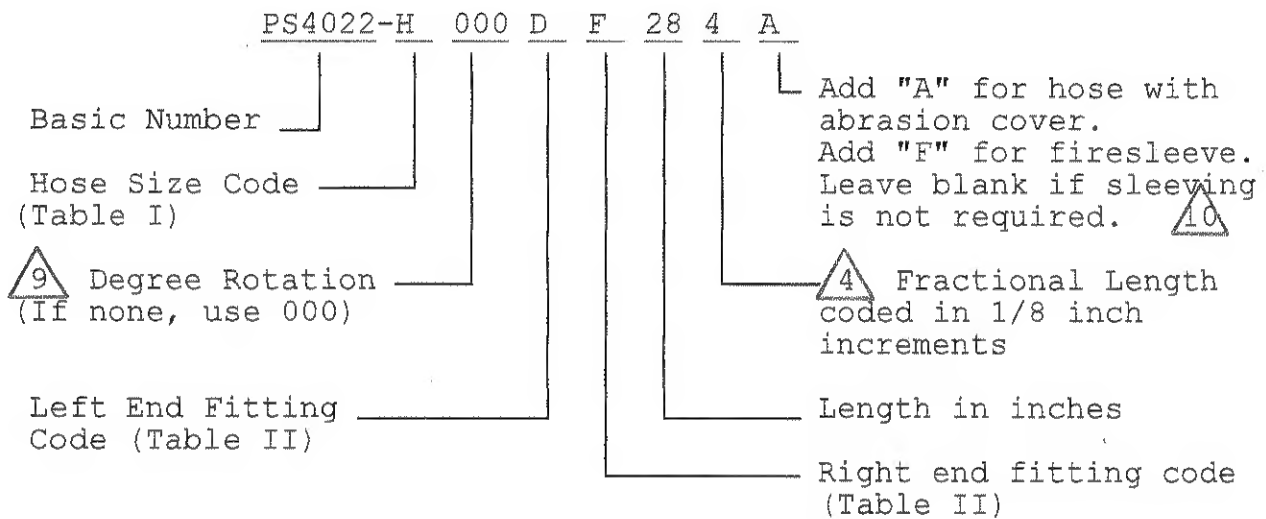 PS4022-H 000 D F 28 4 A
Basic Number
Hose Size Code
(Table I)
9 Degree Rotation
(If none, use 000)
Left End Fitting
Code (Table II)
Add "A" for hose with
abrasion cover.
Add "F" for firesleeve.
Leave blank if sleeving
is not required. 10
4 Fractional Length
coded in 1/8 inch
increments
Length in inches
Right end fitting code
(Table II)